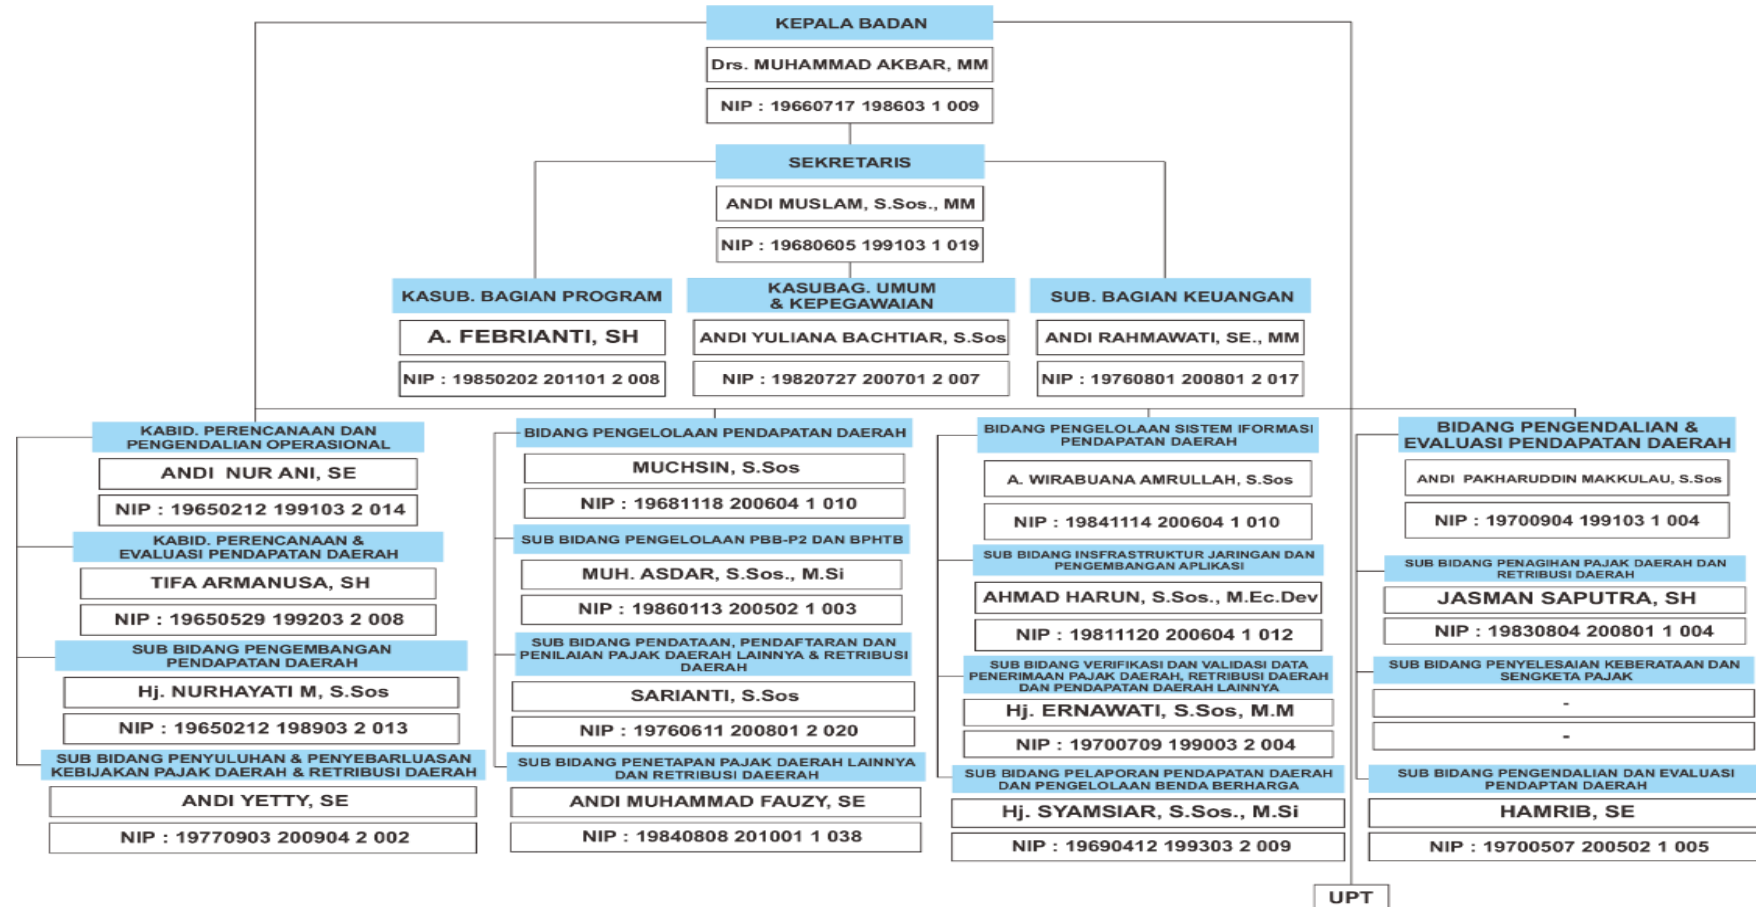 KEPALA BADAN
Drs. MUHAMMAD AKBAR, MM
NIP : 19660717 198603 1 009
SEKRETARIS
ANDI MUSLAM, S.Sos., MM
NIP : 19680605 199103 1 019
KASUB. BAGIAN PROGRAM
A. FEBRIANTI, SH
NIP : 19850202 201101 2 008
KASUBAG. UMUM
& KEPEGAWAIAN
ANDI YULIANA BACHTIAR, S.Sos
NIP : 19820727 200701 2 007
SUB. BAGIAN KEUANGAN
ANDI RAHMAWATI, SE., MM
NIP : 19760801 200801 2 017
KABID. PERENCANAAN DAN
PENGENDALIAN OPERASIONAL
ANDI NUR ANI, SE
NIP : 19650212 199103 2 014
KABID. PERENCANAAN &
EVALUASI PENDAPATAN DAERAH
TIFA ARMANUSA, SH
NIP : 19650529 199203 2 008
SUB BIDANG PENGEMBANGAN
PENDAPATAN DAERAH
Hj. NURHAYATI M, S.Sos
NIP : 19650212 198903 2 013
SUB BIDANG PENYULUHAN & PENYEBARLUASAN
KEBIJAKAN PAJAK DAERAH & RETRIBUSI DAERAH
ANDI YETTY, SE
NIP : 19770903 200904 2 002
BIDANG PENGELOLAAN PENDAPATAN DAERAH
MUCHSIN, S.Sos
NIP : 19681118 200604 1 010
SUB BIDANG PENGELOLAAN PBB-P2 DAN BPHTB
MUH. ASDAR, S.Sos., M.Si
NIP : 19860113 200502 1 003
SUB BIDANG PENDATAAN, PENDAFTARAN DAN
PENILAIAN PAJAK DAERAH LAINNYA & RETRIBUSI
DAERAH
SARIANTI, S.Sos
NIP : 19760611 200801 2 020
SUB BIDANG PENETAPAN PAJAK DAERAH LAINNYA
DAN RETRIBUSI DAEERAH
ANDI MUHAMMAD FAUZY, SE
NIP : 19840808 201001 1 038
BIDANG PENGELOLAAN SISTEM IFORMASI
PENDAPATAN DAERAH
A. WIRABUANA AMRULLAH, S.Sos
NIP : 19841114 200604 1 010
SUB BIDANG INSFRASTRUKTUR JARINGAN DAN
PENGEMBANGAN APLIKASI
AHMAD HARUN, S.Sos., M.Ec.Dev
NIP : 19811120 200604 1 012
SUB BIDANG VERIFIKASI DAN VALIDASI DATA
PENERIMAAN PAJAK DAERAH, RETRIBUSI DAERAH
DAN PENDAPATAN DAERAH LAINNYA
Hj. ERNAWATI, S.Sos, M.M
NIP : 19700709 199003 2 004
SUB BIDANG PELAPORAN PENDAPATAN DAERAH
DAN PENGELOLAAN BENDA BERHARGA
Hj. SYAMSIAR, S.Sos., M.Si
NIP : 19690412 199303 2 009
BIDANG PENGENDALIAN &
EVALUASI PENDAPATAN DAERAH
ANDI PAKHARUDDIN MAKKULAU, S.Sos
NIP : 19700904 199103 1 004
SUB BIDANG PENAGIHAN PAJAK DAERAH DAN
RETRIBUSI DAERAH
JASMAN SAPUTRA, SH
NIP : 19830804 200801 1 004
SUB BIDANG PENYELESAIAN KEBERATAAN DAN
SENGKETA PAJAK
-
-
SUB BIDANG PENGENDALIAN DAN EVALUASI
PENDAPTAN DAERAH
HAMRIB, SE
NIP : 19700507 200502 1 005
UPT